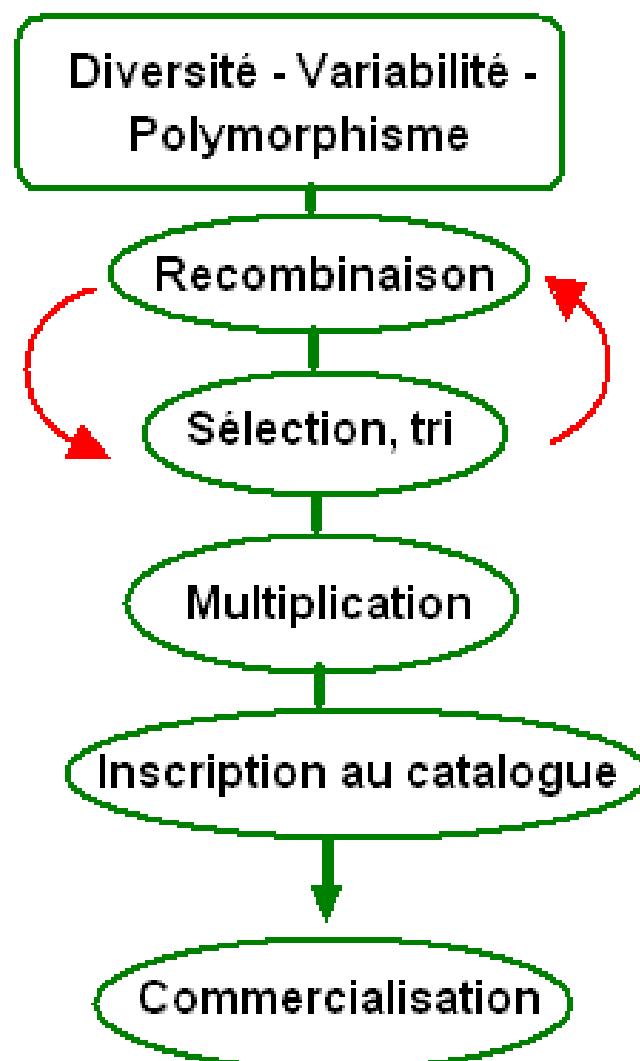 Diversité - Variabilité -
Polymorphisme
Recombinaison
Sélection, tri
Multiplication
Inscription au catalogue
Commercialisation